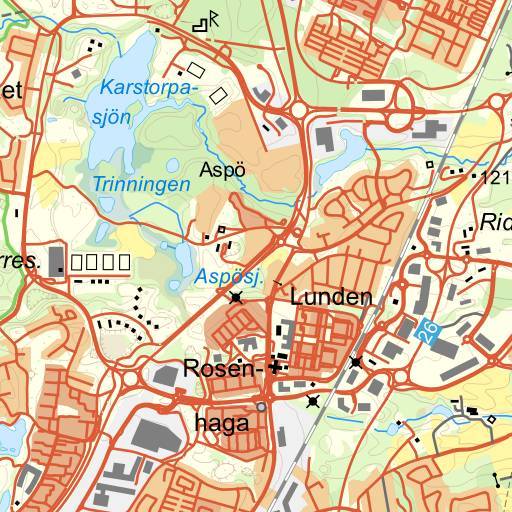 et
Karstorpa-
sjön
Aspö
Trinningen
121
Rid
rres.
Aspösj.
Lunden
26
Rosen-
haga